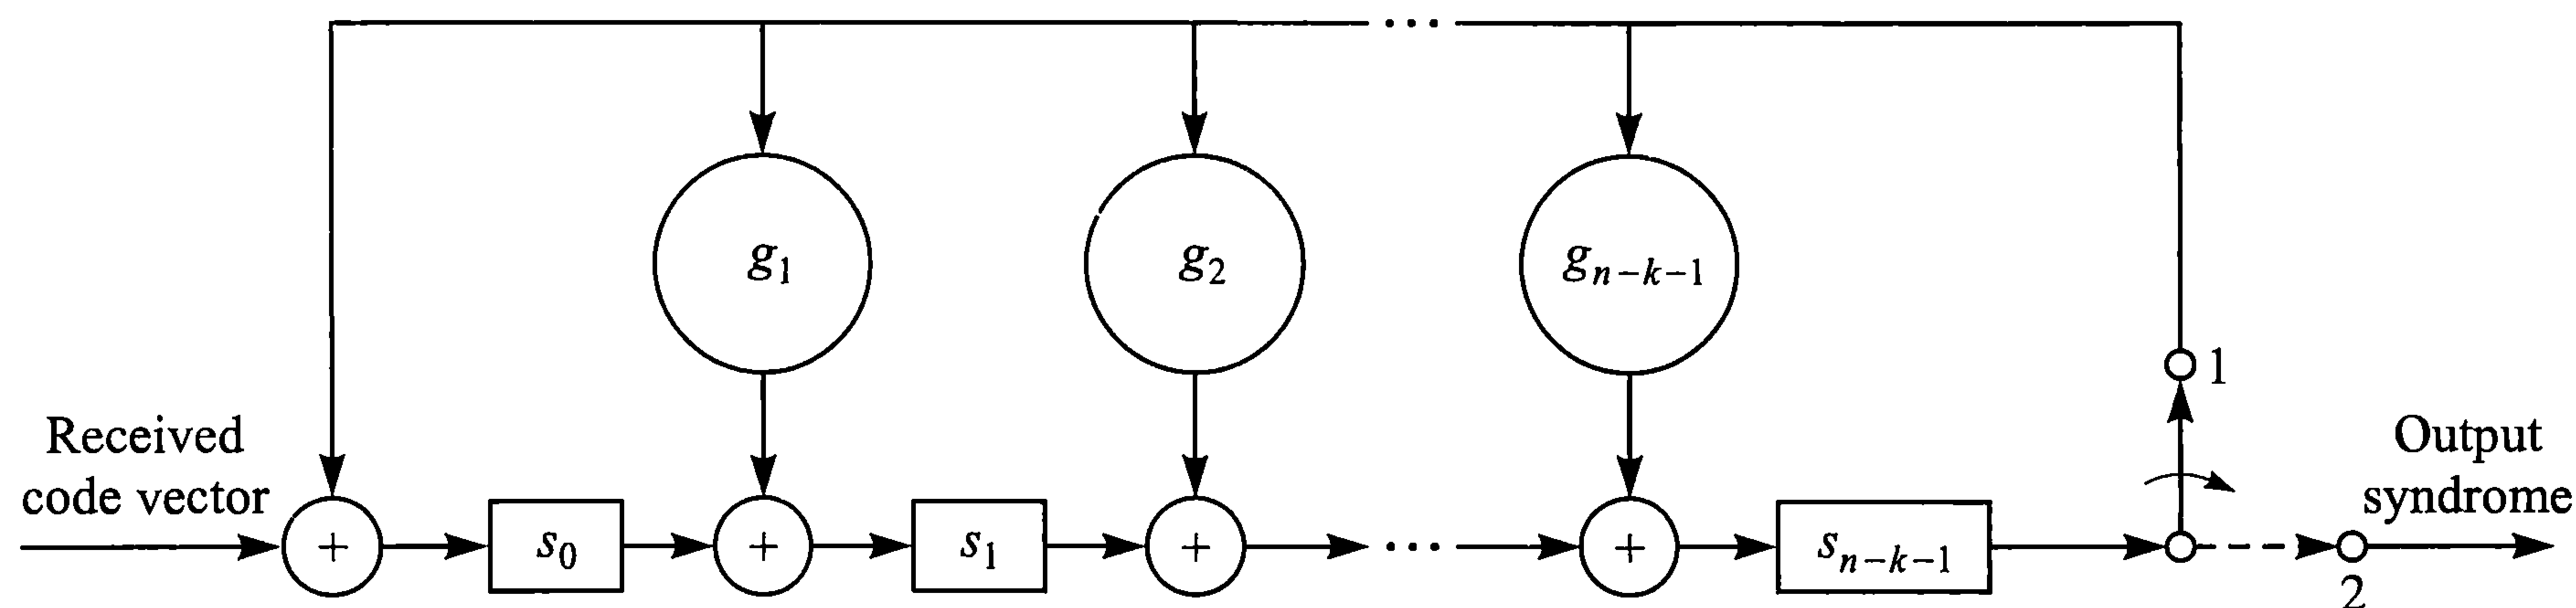 ...
g₁
g₂
gₙ₋ₖ₋₁
1
Received
code vector
Output
syndrome
+
s₀
+
s₁
+
...
+
sₙ₋ₖ₋₁
2